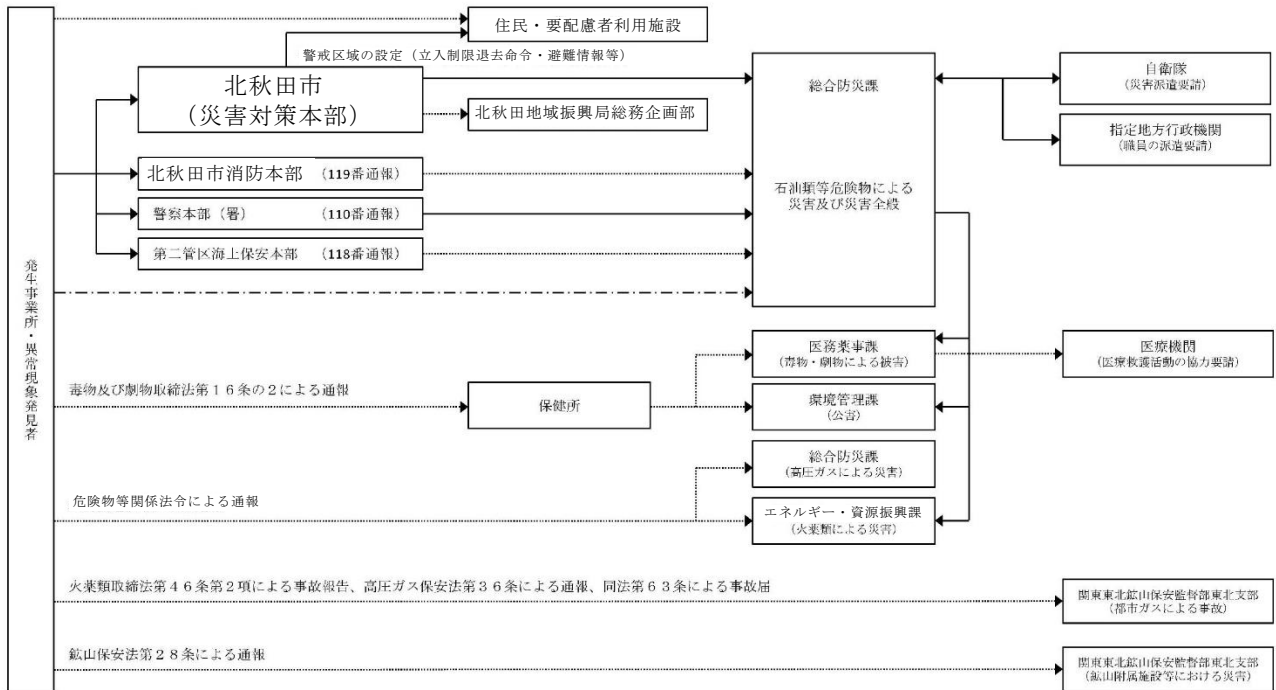 住民・要配慮者利用施設
警戒区域の設定（立入制限退去命令・避難情報等）
北秋田市
（災害対策本部）
総合防災課
自衛隊
(災害派遣要請)
北秋田地域振興局総務企画部
指定地方行政機関
(職員の派遣要請)
北秋田市消防本部 (119番通報)
石油類等危険物による
災害及び災害全般
警察本部（署） (110番通報)
第二管区海上保安本部 (118番通報)
発生事業所・異常現象発見者
医務薬事課
(毒物・劇物による被害)
医療機関
(医療救護活動の協力要請)
毒物及び劇物取締法第１６条の２による通報
保健所
環境管理課
(公害)
総合防災課
(高圧ガスによる災害)
危険物等関係法令による通報
エネルギー・資源振興課
(火薬類による災害)
火薬類取締法第４６条第２項による事故報告、高圧ガス保安法第３６条による通報、同法第６３条による事故届
関東東北鉱山保安監督部東北支部
(都市ガスによる事故)
鉱山保安法第２８条による通報
関東東北鉱山保安監督部東北支部
(鉱山附属施設等における災害)